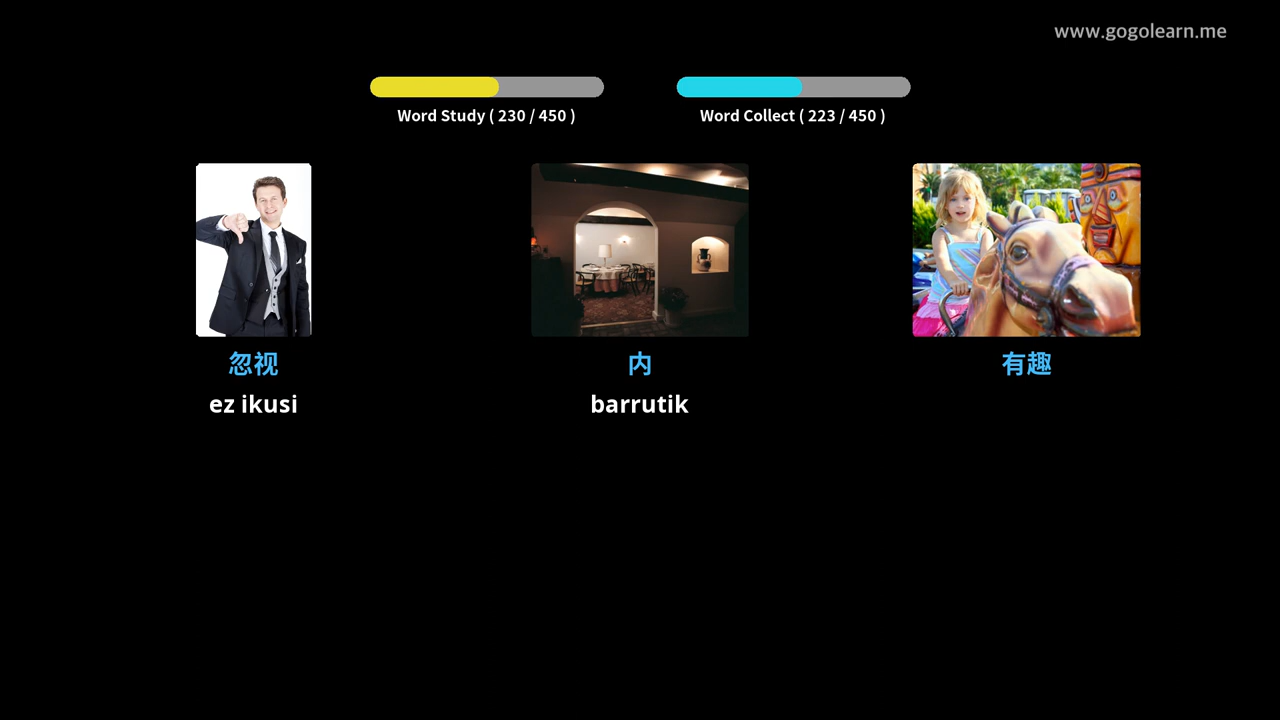 www.gogolearn.me
Word Study ( 230 / 450 )
Word Collect ( 223 / 450 )
忽视
内
有趣
ez ikusi
barrutik